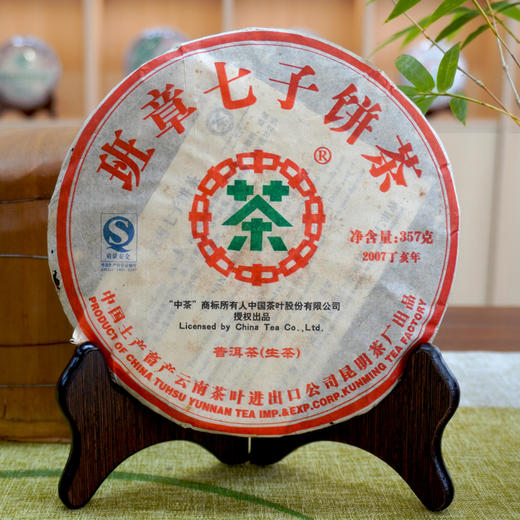 班章七子饼茶
®
茶
质量安全
净含量:357克
2007丁亥年
"中茶"商标所有人中国茶叶股份有限公司
授权出品
Licensed by China Tea Co.,Ltd.
普洱茶(生茶)
中国土产畜产云南茶叶进出口公司昆明茶厂出品
PRODUCT OF CHINA TUHSU YUNNAN TEA IMP.&EXP.CORP.KUNMING TEA FACTORY